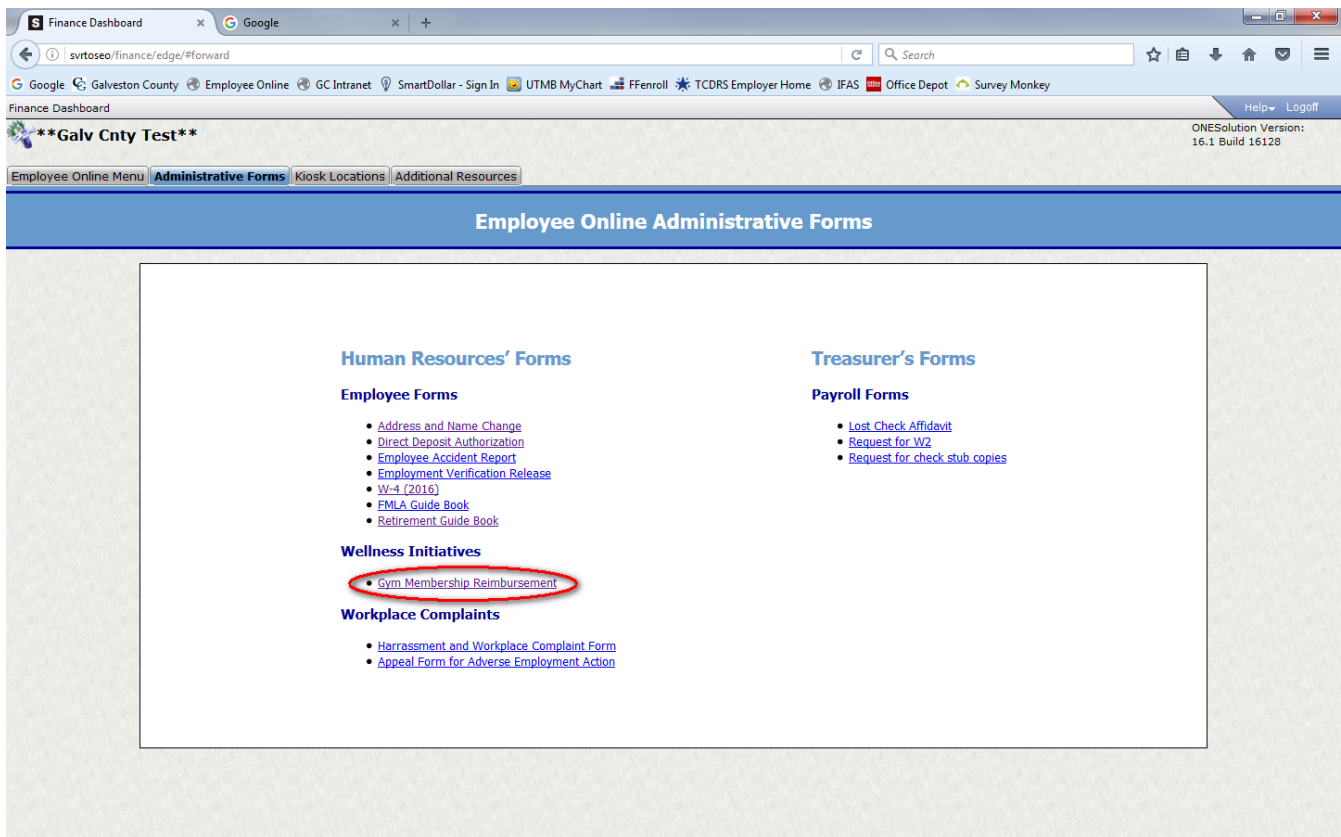 S Finance Dashboard × G Google × +
svrtoseo/finance/edge/#forward Search
Google Galveston County Employee Online GC Intranet SmartDollar - Sign In UTMB MyChart FFenroll TCDRS Employer Home IFAS Office Depot Survey Monkey
Finance Dashboard Help Logoff
**Galv Cnty Test** ONESolution Version:
16.1 Build 16128
Employee Online Menu Administrative Forms Kiosk Locations Additional Resources
Employee Online Administrative Forms
Human Resources' Forms
Employee Forms
• Address and Name Change
• Direct Deposit Authorization
• Employee Accident Report
• Employment Verification Release
• W-4 (2016)
• FMLA Guide Book
• Retirement Guide Book
Wellness Initiatives
• Gym Membership Reimbursement
Workplace Complaints
• Harrassment and Workplace Complaint Form
• Appeal Form for Adverse Employment Action
Treasurer's Forms
Payroll Forms
• Lost Check Affidavit
• Request for W2
• Request for check stub copies